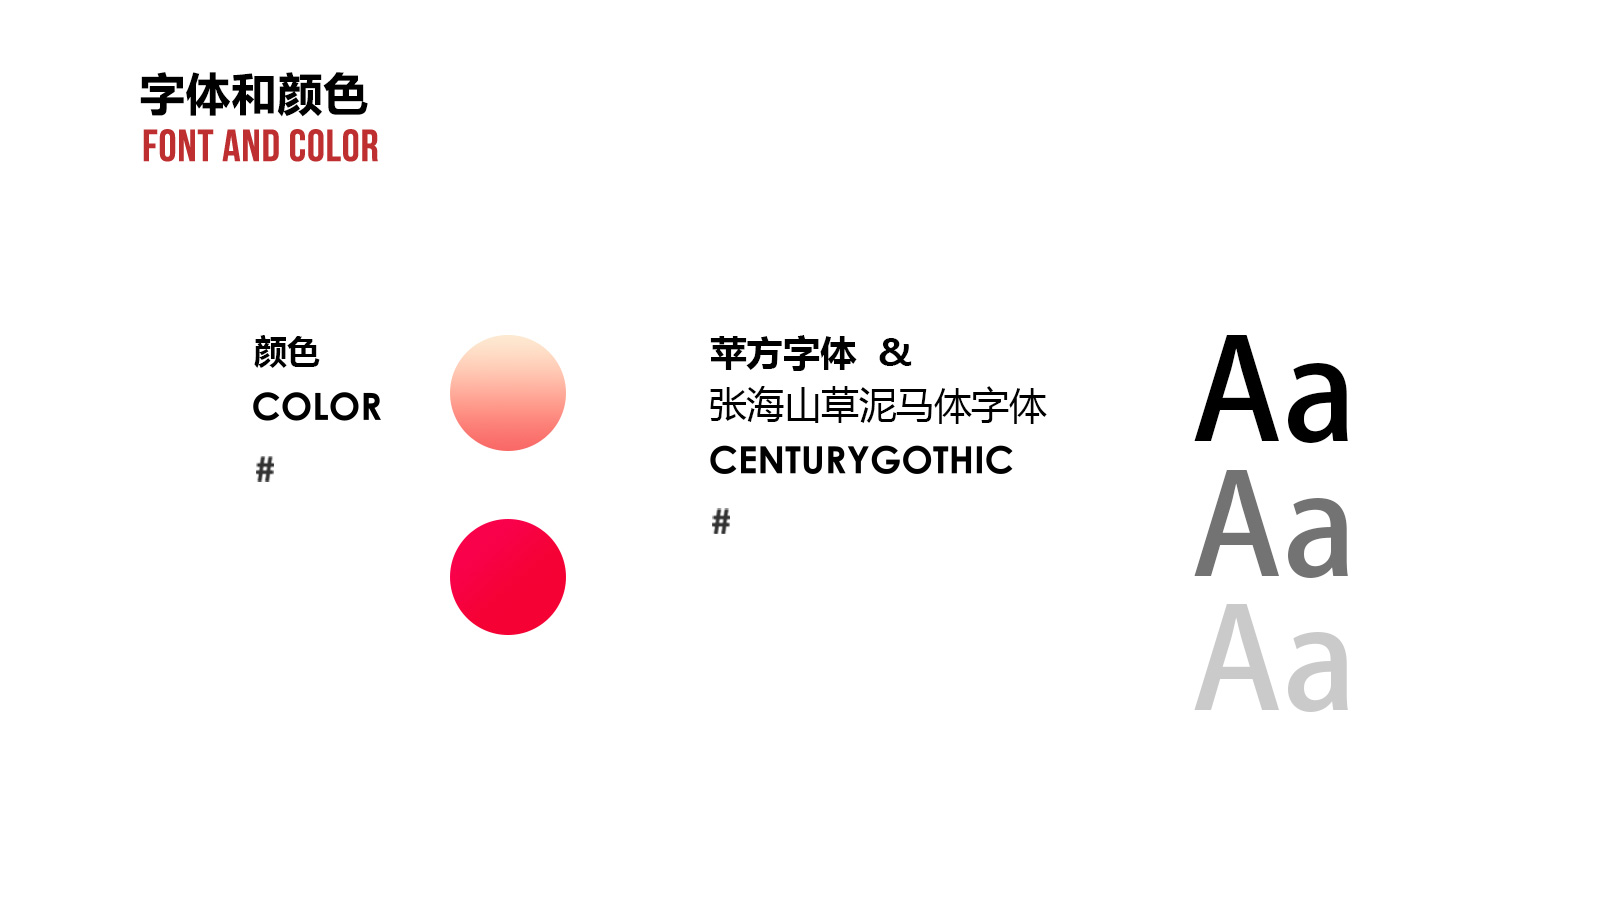 字体和颜色
FONT AND COLOR
颜色
COLOR
#
苹方字体 &
张海山草泥马体字体
CENTURYGOTHIC
#
Aa
Aa
Aa